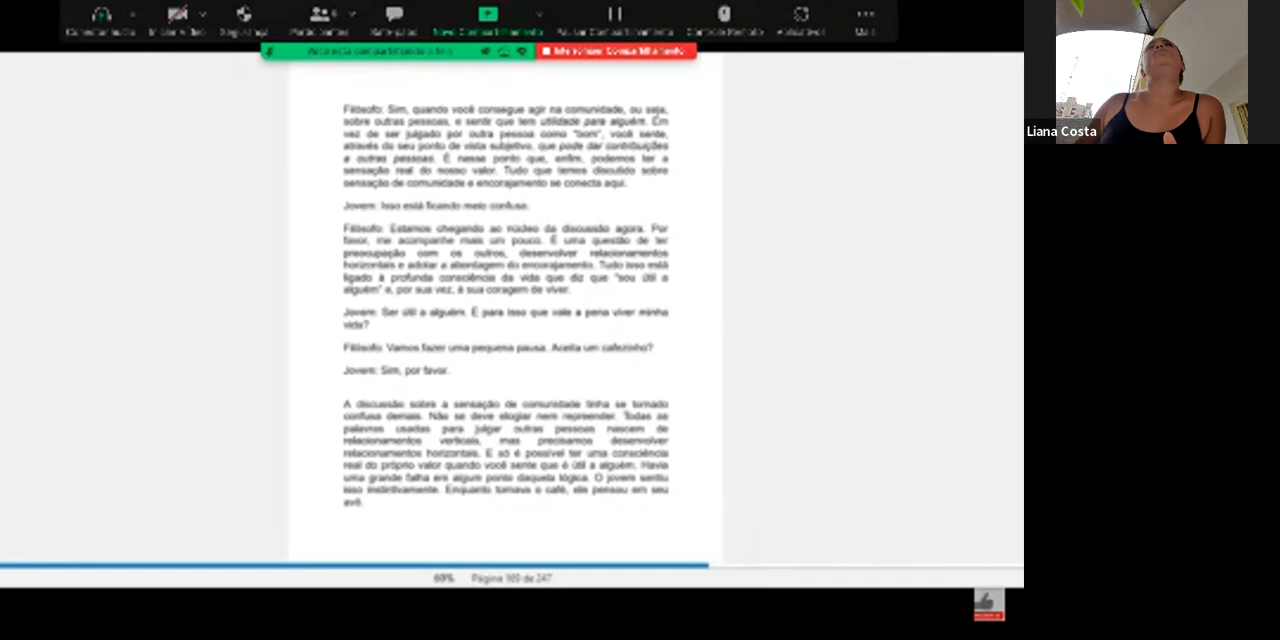 Novo Compartilhamento
Interromper Compartilhamento
Filósofo: Sim, quando você consegue agir na comunidade, ou seja,
sobre outras pessoas, e sentir que tem utilidade para alguém. Em
vez de ser julgado por outra pessoa como "bom", você sente,
através do seu ponto de vista subjetivo, que pode dar contribuições
a outras pessoas. É nesse ponto que, enfim, podemos ter a
sensação real do nosso valor. Tudo que temos discutido sobre
sensação de comunidade e encorajamento se conecta aqui.
Jovem: Isso está ficando meio confuso.
Filósofo: Estamos chegando ao núcleo da discussão agora. Por
favor, me acompanhe mais um pouco. É uma questão de ter
preocupação com os outros, desenvolver relacionamentos
horizontais e adotar a abordagem do encorajamento. Tudo isso está
ligado à profunda consciência da vida que diz que "sou útil a
alguém" e, por sua vez, à sua coragem de viver.
Jovem: Ser útil a alguém. É para isso que vale a pena viver minha
vida?
Filósofo: Vamos fazer uma pequena pausa. Aceita um cafezinho?
Jovem: Sim, por favor.
A discussão sobre a sensação de comunidade tinha se tornado
confusa demais. Não se deve elogiar nem repreender. Todas as
palavras usadas para julgar outras pessoas nascem de
relacionamentos verticais, mas precisamos desenvolver
relacionamentos horizontais. E só é possível ter uma consciência
real do próprio valor quando você sente que é útil a alguém. Havia
uma grande falha em algum ponto daquela lógica. O jovem sentiu
isso instintivamente. Enquanto tomava o café, ele pensou em seu
avô.
69% Página 169 de 247
Liana Costa